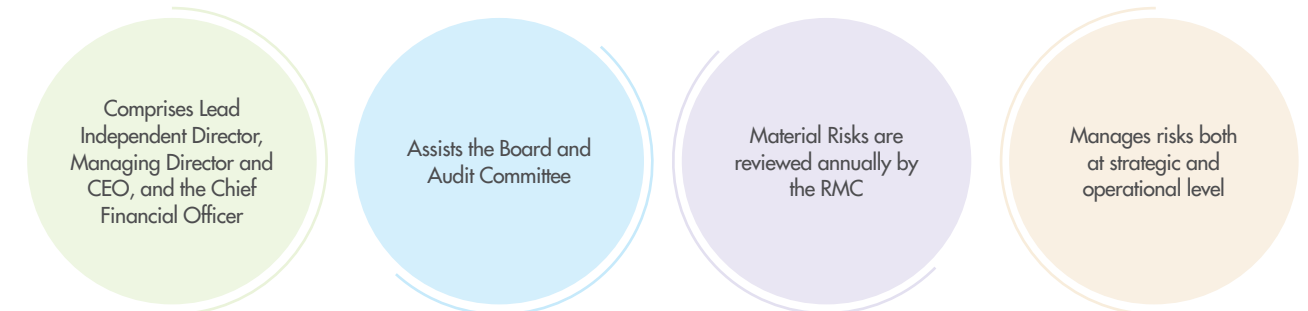 Comprises Lead
Independent Director,
Managing Director and
CEO, and the Chief
Financial Officer
Assists the Board and
Audit Committee
Material Risks are
reviewed annually by
the RMC
Manages risks both
at strategic and
operational level